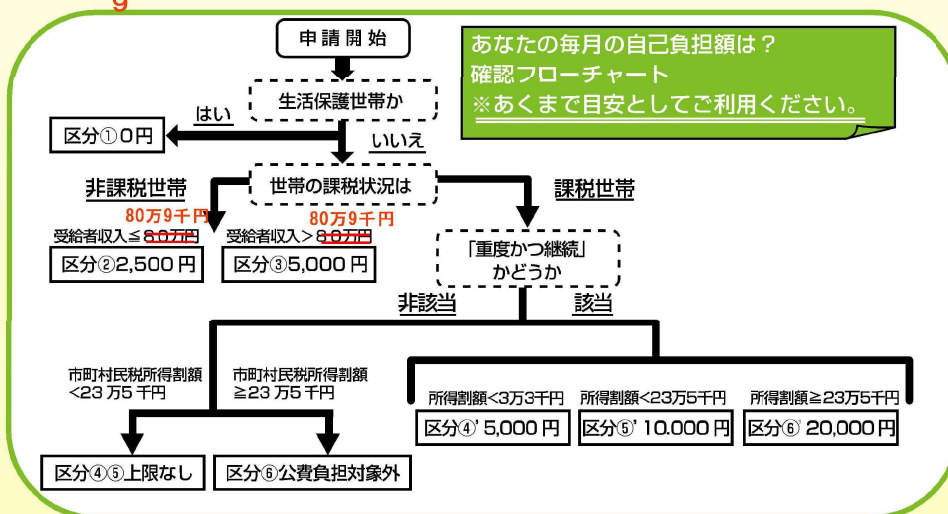 9
申請開始
あなたの毎月の自己負担額は？
確認フローチャート
※あくまで目安としてご利用ください。
生活保護世帯か
はい
区分①０円
いいえ
非課税世帯
世帯の課税状況は
課税世帯
80万9千円
80万9千円
受給者収入≦８０万円
受給者収入＞８０万円
区分②2,500円
区分③5,000円
「重度かつ継続」
かどうか
非該当
該当
市町村民税所得割額
＜23万5千円
市町村民税所得割額
≧23万5千円
所得割額＜3万3千円
所得割額＜23万5千円
所得割額≧23万5千円
区分④’5,000円
区分⑤’10.000円
区分⑥’20,000円
区分④⑤上限なし
区分⑥公費負担対象外